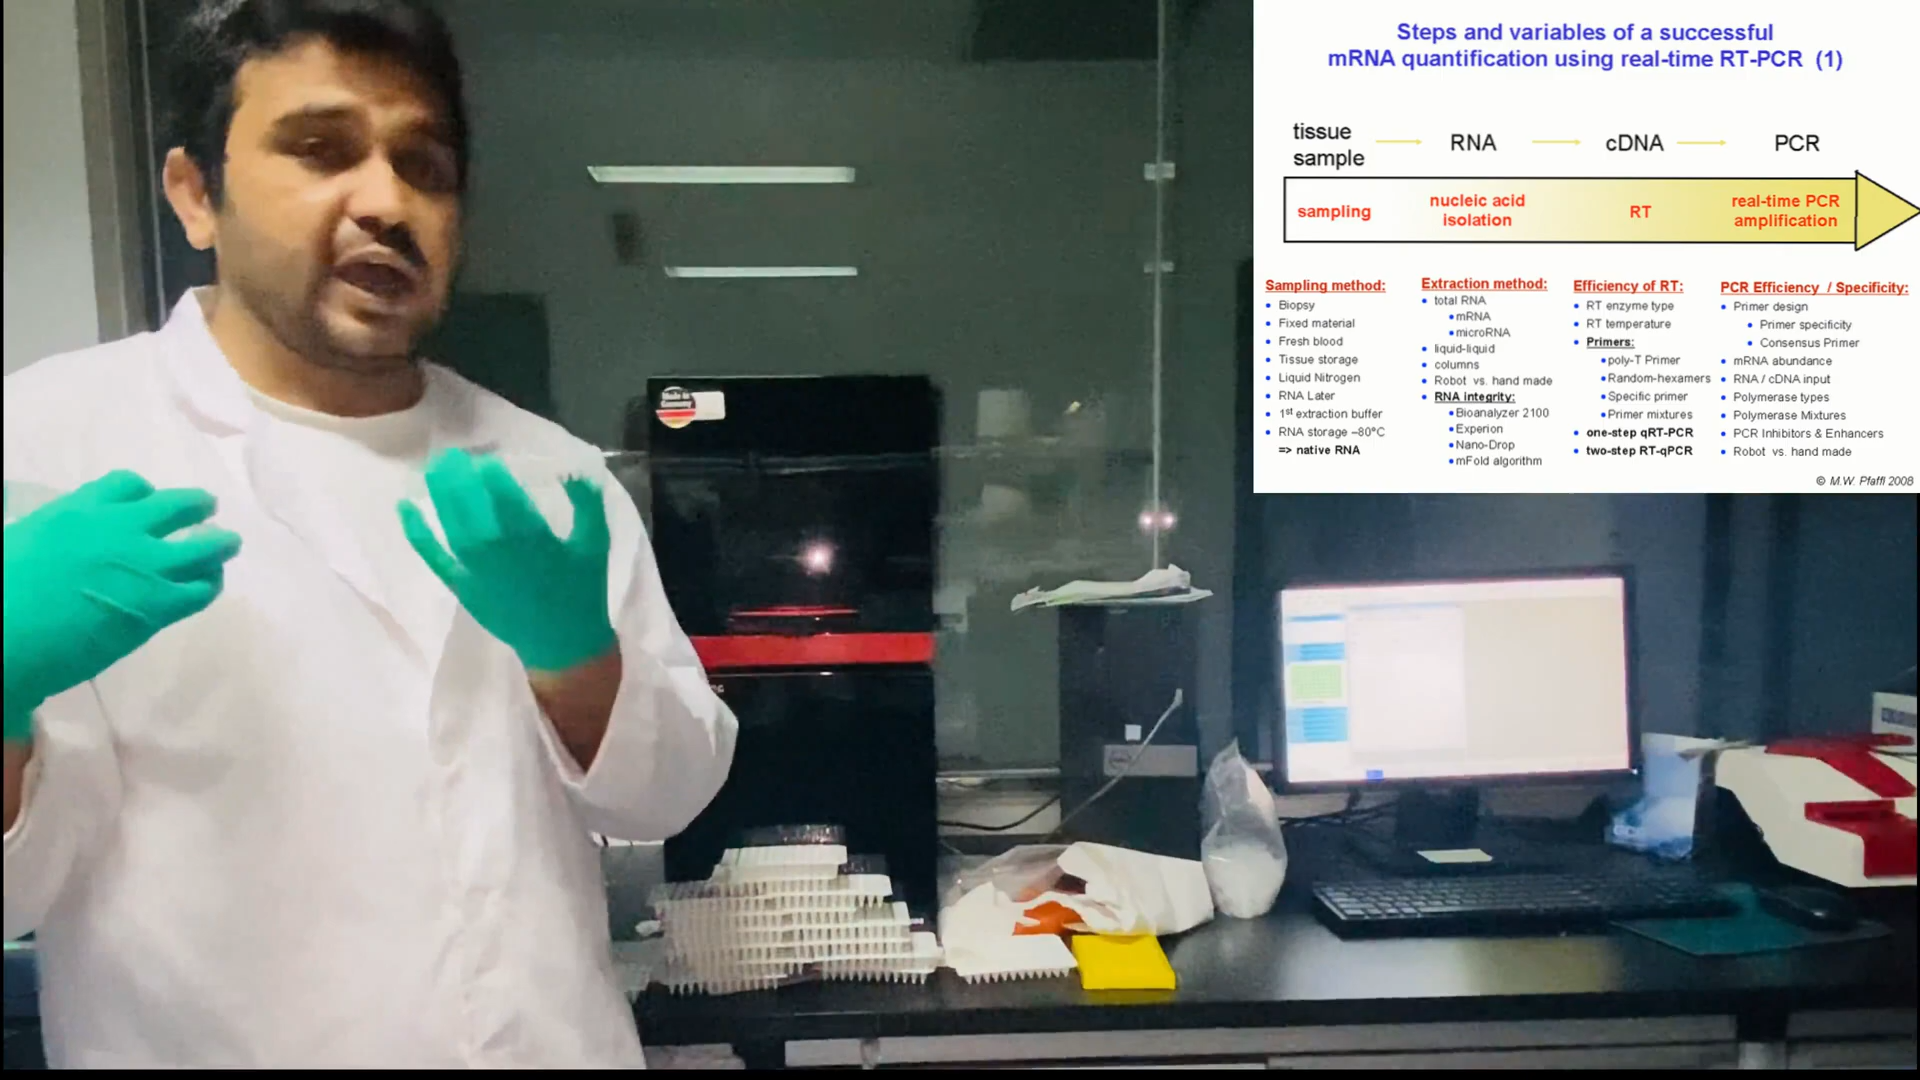 Steps and variables of a successful
mRNA quantification using real-time RT-PCR (1)
tissue
sample
RNA
cDNA
PCR
sampling
nucleic acid
isolation
RT
real-time PCR
amplification
Sampling method:
• Biopsy
• Fixed material
• Fresh blood
• Tissue storage
• Liquid Nitrogen
• RNA Later
• 1st extraction buffer
• RNA storage –80°C
=> native RNA
Extraction method:
• total RNA
• mRNA
• microRNA
• liquid-liquid
• columns
• Robot vs. hand made
• RNA integrity:
• Bioanalyzer 2100
• Experion
• Nano-Drop
• mFold algorithm
Efficiency of RT:
• RT enzyme type
• RT temperature
• Primers:
• poly-T Primer
• Random-hexamers
• Specific primer
• Primer mixtures
• one-step qRT-PCR
• two-step RT-qPCR
PCR Efficiency / Specificity:
• Primer design
• Primer specificity
• Consensus Primer
• mRNA abundance
• RNA / cDNA input
• Polymerase types
• Polymerase Mixtures
• PCR Inhibitors & Enhancers
• Robot vs. hand made
© M.W. Pfaffl 2008
Made in
Germany